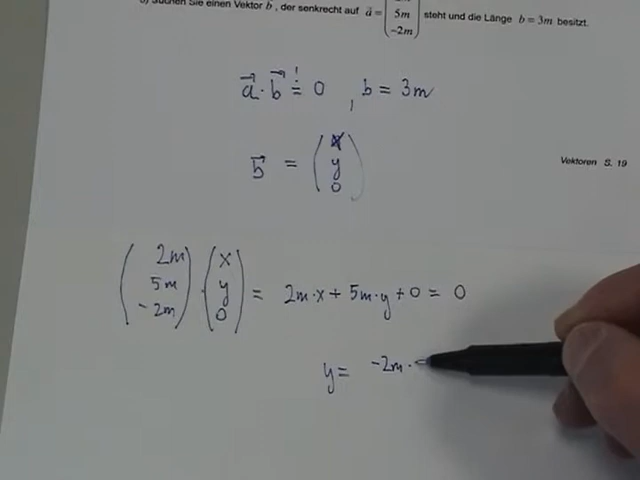 b) Suchen Sie einen Vektor b⃗, der senkrecht auf a⃗ = ( 5m −2m ) steht und die Länge b = 3m besitzt.
a⃗ · b⃗ =! 0 , b = 3m
b⃗ = ( x y 0 )
Vektoren S. 19
( 2m 5m -2m ) · ( x y 0 ) = 2m·x + 5m·y + 0 = 0
y = -2m·